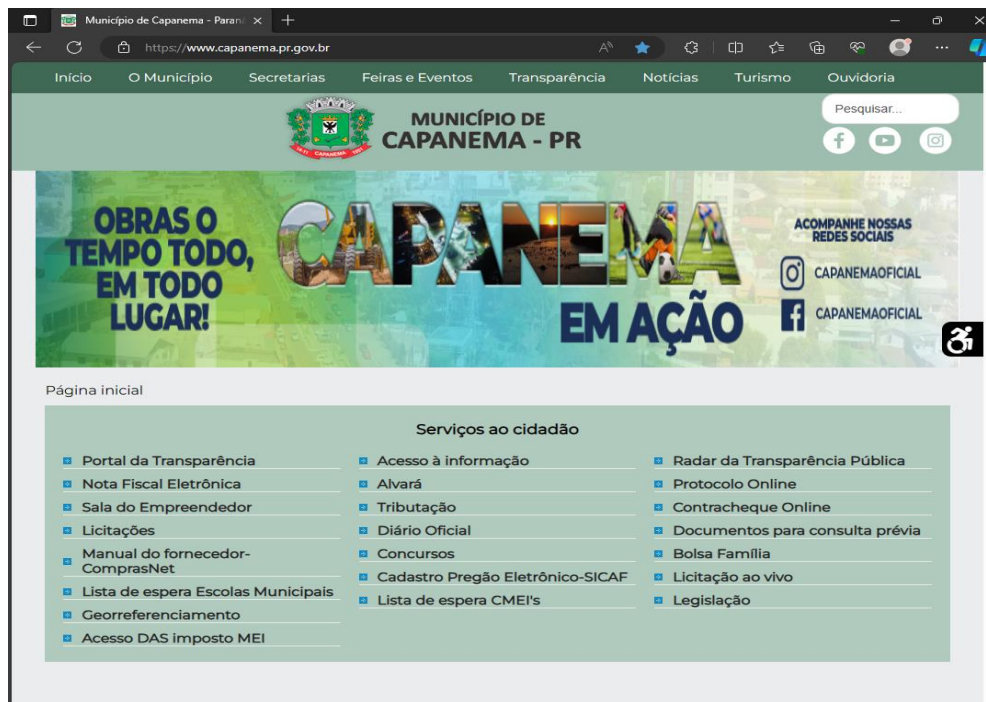 Município de Capanema - Paran
https://www.capanema.pr.gov.br
Início O Município Secretarias Feiras e Eventos Transparência Notícias Turismo Ouvidoria
MUNICÍPIO DE
CAPANEMA - PR
Pesquisar...
CAPANEMA
OBRAS O
TEMPO TODO,
EM TODO
LUGAR!
CAPANEMA
EM AÇÃO
ACOMPANHE NOSSAS
REDES SOCIAIS
CAPANEMAOFICIAL
CAPANEMAOFICIAL
Página inicial
Serviços ao cidadão
Portal da Transparência
Nota Fiscal Eletrônica
Sala do Empreendedor
Licitações
Manual do fornecedor-
ComprasNet
Lista de espera Escolas Municipais
Georreferenciamento
Acesso DAS imposto MEI
Acesso à informação
Alvará
Tributação
Diário Oficial
Concursos
Cadastro Pregão Eletrônico-SICAF
Lista de espera CMEI's
Radar da Transparência Pública
Protocolo Online
Contracheque Online
Documentos para consulta prévia
Bolsa Família
Licitação ao vivo
Legislação